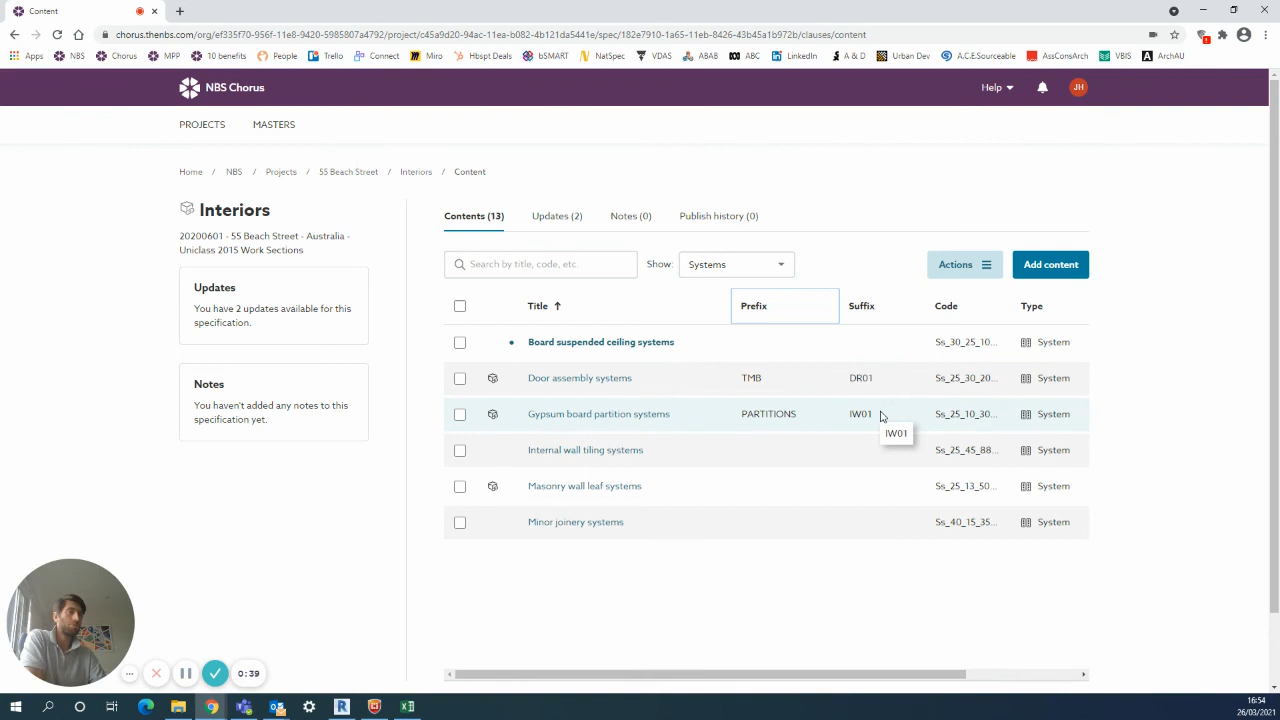 Content
chorus.thenbs.com/org/ef335f70-956f-11e8-9420-5985807a4792/project/c45a9d20-94ac-11ea-b082-4b121da5441e/spec/182e7910-1a65-11eb-8426-43b45a1b972b/clauses/content
Apps NBS Chorus MPP 10 benefits People Trello Connect Miro Hbspt Deals bSMART NatSpec VDAS ABAB ABC LinkedIn A & D Urban Dev A.C.E.Sourceable AssConsArch VBIS ArchAU
NBS Chorus
Help
JH
PROJECTS MASTERS
Home / NBS / Projects / 55 Beach Street / Interiors / Content
Interiors
20200601 - 55 Beach Street - Australia -
Uniclass 2015 Work Sections
Updates
You have 2 updates available for this
specification.
Notes
You haven't added any notes to this
specification yet.
Contents (13) Updates (2) Notes (0) Publish history (0)
Search by title, code, etc. Show: Systems Actions Add content
Title Prefix Suffix Code Type
Board suspended ceiling systems Ss_30_25_10... System
Door assembly systems TMB DR01 Ss_25_30_20... System
Gypsum board partition systems PARTITIONS IW01 Ss_25_10_30... System
IW01
Internal wall tiling systems Ss_25_45_88... System
Masonry wall leaf systems Ss_25_13_50... System
Minor joinery systems Ss_40_15_35... System
0:39
16:54
26/03/2021